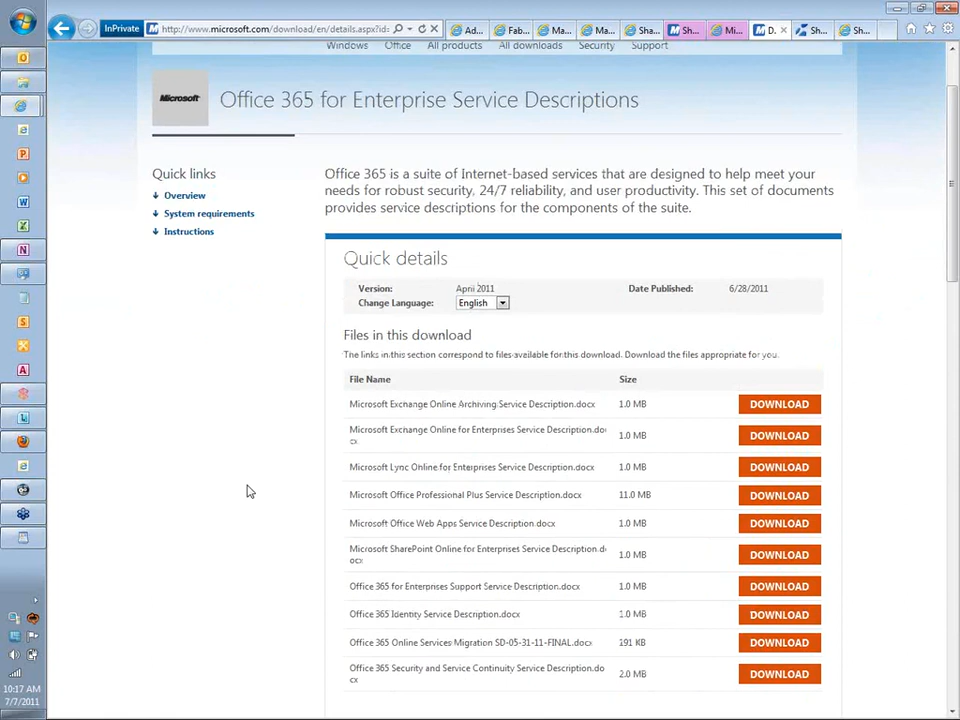 InPrivate
http://www.microsoft.com/download/en/details.aspx?id:
Ad...
Fab...
Ma...
Ma...
Sha...
Sh...
Mi...
D.
Sh...
Sh...
Windows Office All products All downloads Security Support
Microsoft
Office 365 for Enterprise Service Descriptions
Quick links
Overview
System requirements
Instructions
Office 365 is a suite of Internet-based services that are designed to help meet your
needs for robust security, 24/7 reliability, and user productivity. This set of documents
provides service descriptions for the components of the suite.
Quick details
Version: April 2011 Date Published: 6/28/2011
Change Language: English
Files in this download
The links in this section correspond to files available for this download. Download the files appropriate for you.
File Name Size
Microsoft Exchange Online Archiving Service Description.docx 1.0 MB DOWNLOAD
Microsoft Exchange Online for Enterprises Service Description.do
cx 1.0 MB DOWNLOAD
Microsoft Lync Online for Enterprises Service Description.docx 1.0 MB DOWNLOAD
Microsoft Office Professional Plus Service Description.docx 11.0 MB DOWNLOAD
Microsoft Office Web Apps Service Description.docx 1.0 MB DOWNLOAD
Microsoft SharePoint Online for Enterprises Service Description.d
ocx 1.0 MB DOWNLOAD
Office 365 for Enterprises Support Service Description.docx 1.0 MB DOWNLOAD
Office 365 Identity Service Description.docx 1.0 MB DOWNLOAD
Office 365 Online Services Migration SD-05-31-11-FINAL.docx 191 KB DOWNLOAD
Office 365 Security and Service Continuity Service Description.do
cx 2.0 MB DOWNLOAD
10:17 AM
7/7/2011